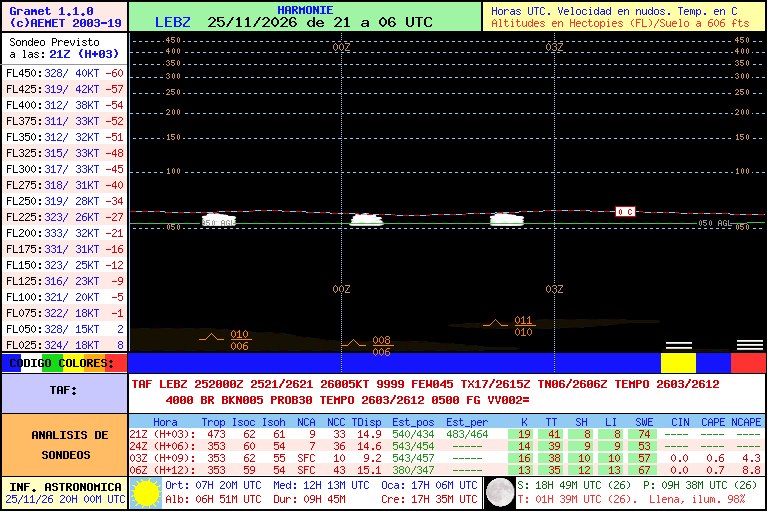 Gramet 1.1.0
(c)AEMET 2003-19
HARMONIE
LEBZ 25/11/2026 de 21 a 06 UTC
Horas UTC. Velocidad en nudos. Temp. en C
Altitudes en Hectopies (FL)/Suelo a 606 fts
Sondeo Previsto
a las: 21Z (H+03)
FL450:328/ 40KT -60
FL425:319/ 42KT -57
FL400:312/ 38KT -54
FL375:311/ 33KT -52
FL350:312/ 32KT -51
FL325:315/ 33KT -48
FL300:317/ 33KT -45
FL275:318/ 31KT -40
FL250:319/ 28KT -34
FL225:323/ 26KT -27
FL200:333/ 32KT -21
FL175:331/ 31KT -16
FL150:323/ 25KT -12
FL125:316/ 23KT -9
FL100:321/ 20KT -5
FL075:322/ 18KT -1
FL050:328/ 15KT 2
FL025:324/ 18KT 8
00Z 03Z
450 450
400 400
350 350
300 300
250 250
200 200
150 150
100 100
0 C
050 AGL 050 AGL
050 050
00Z 03Z
010
006
008
006
011
010
CODIGO COLORES:
TAF:
TAF LEBZ 252000Z 2521/2621 26005KT 9999 FEW045 TX17/2615Z TN06/2606Z TEMPO 2603/2612
4000 BR BKN005 PROB30 TEMPO 2603/2612 0500 FG VV002=
ANALISIS DE
SONDEOS
Hora Trop Isoc Isoh NCA NCC TDisp Est_pos Est_per K TT SH LI SWE CIN CAPE NCAPE
21Z (H+03): 473 62 61 9 33 14.9 540/434 483/464 19 41 8 8 74 ---- ---- ----
24Z (H+06): 353 60 54 7 36 14.6 543/454 ----- 14 39 9 9 50 ---- ---- ----
03Z (H+09): 353 62 55 SFC 10 9.2 543/457 ----- 16 38 10 10 57 0.0 0.6 4.3
06Z (H+12): 353 59 54 SFC 43 15.1 380/347 ----- 13 35 12 13 67 0.0 0.7 8.8
INF. ASTRONOMICA
25/11/26 20H 00M UTC
Ort: 07H 20M UTC Med: 12H 13M UTC Oca: 17H 06M UTC
Alb: 06H 51M UTC Dur: 09H 45M Cre: 17H 35M UTC
S: 18H 49M UTC (26) P: 09H 38M UTC (26)
T: 01H 39M UTC (26). Llena, ilum. 98%